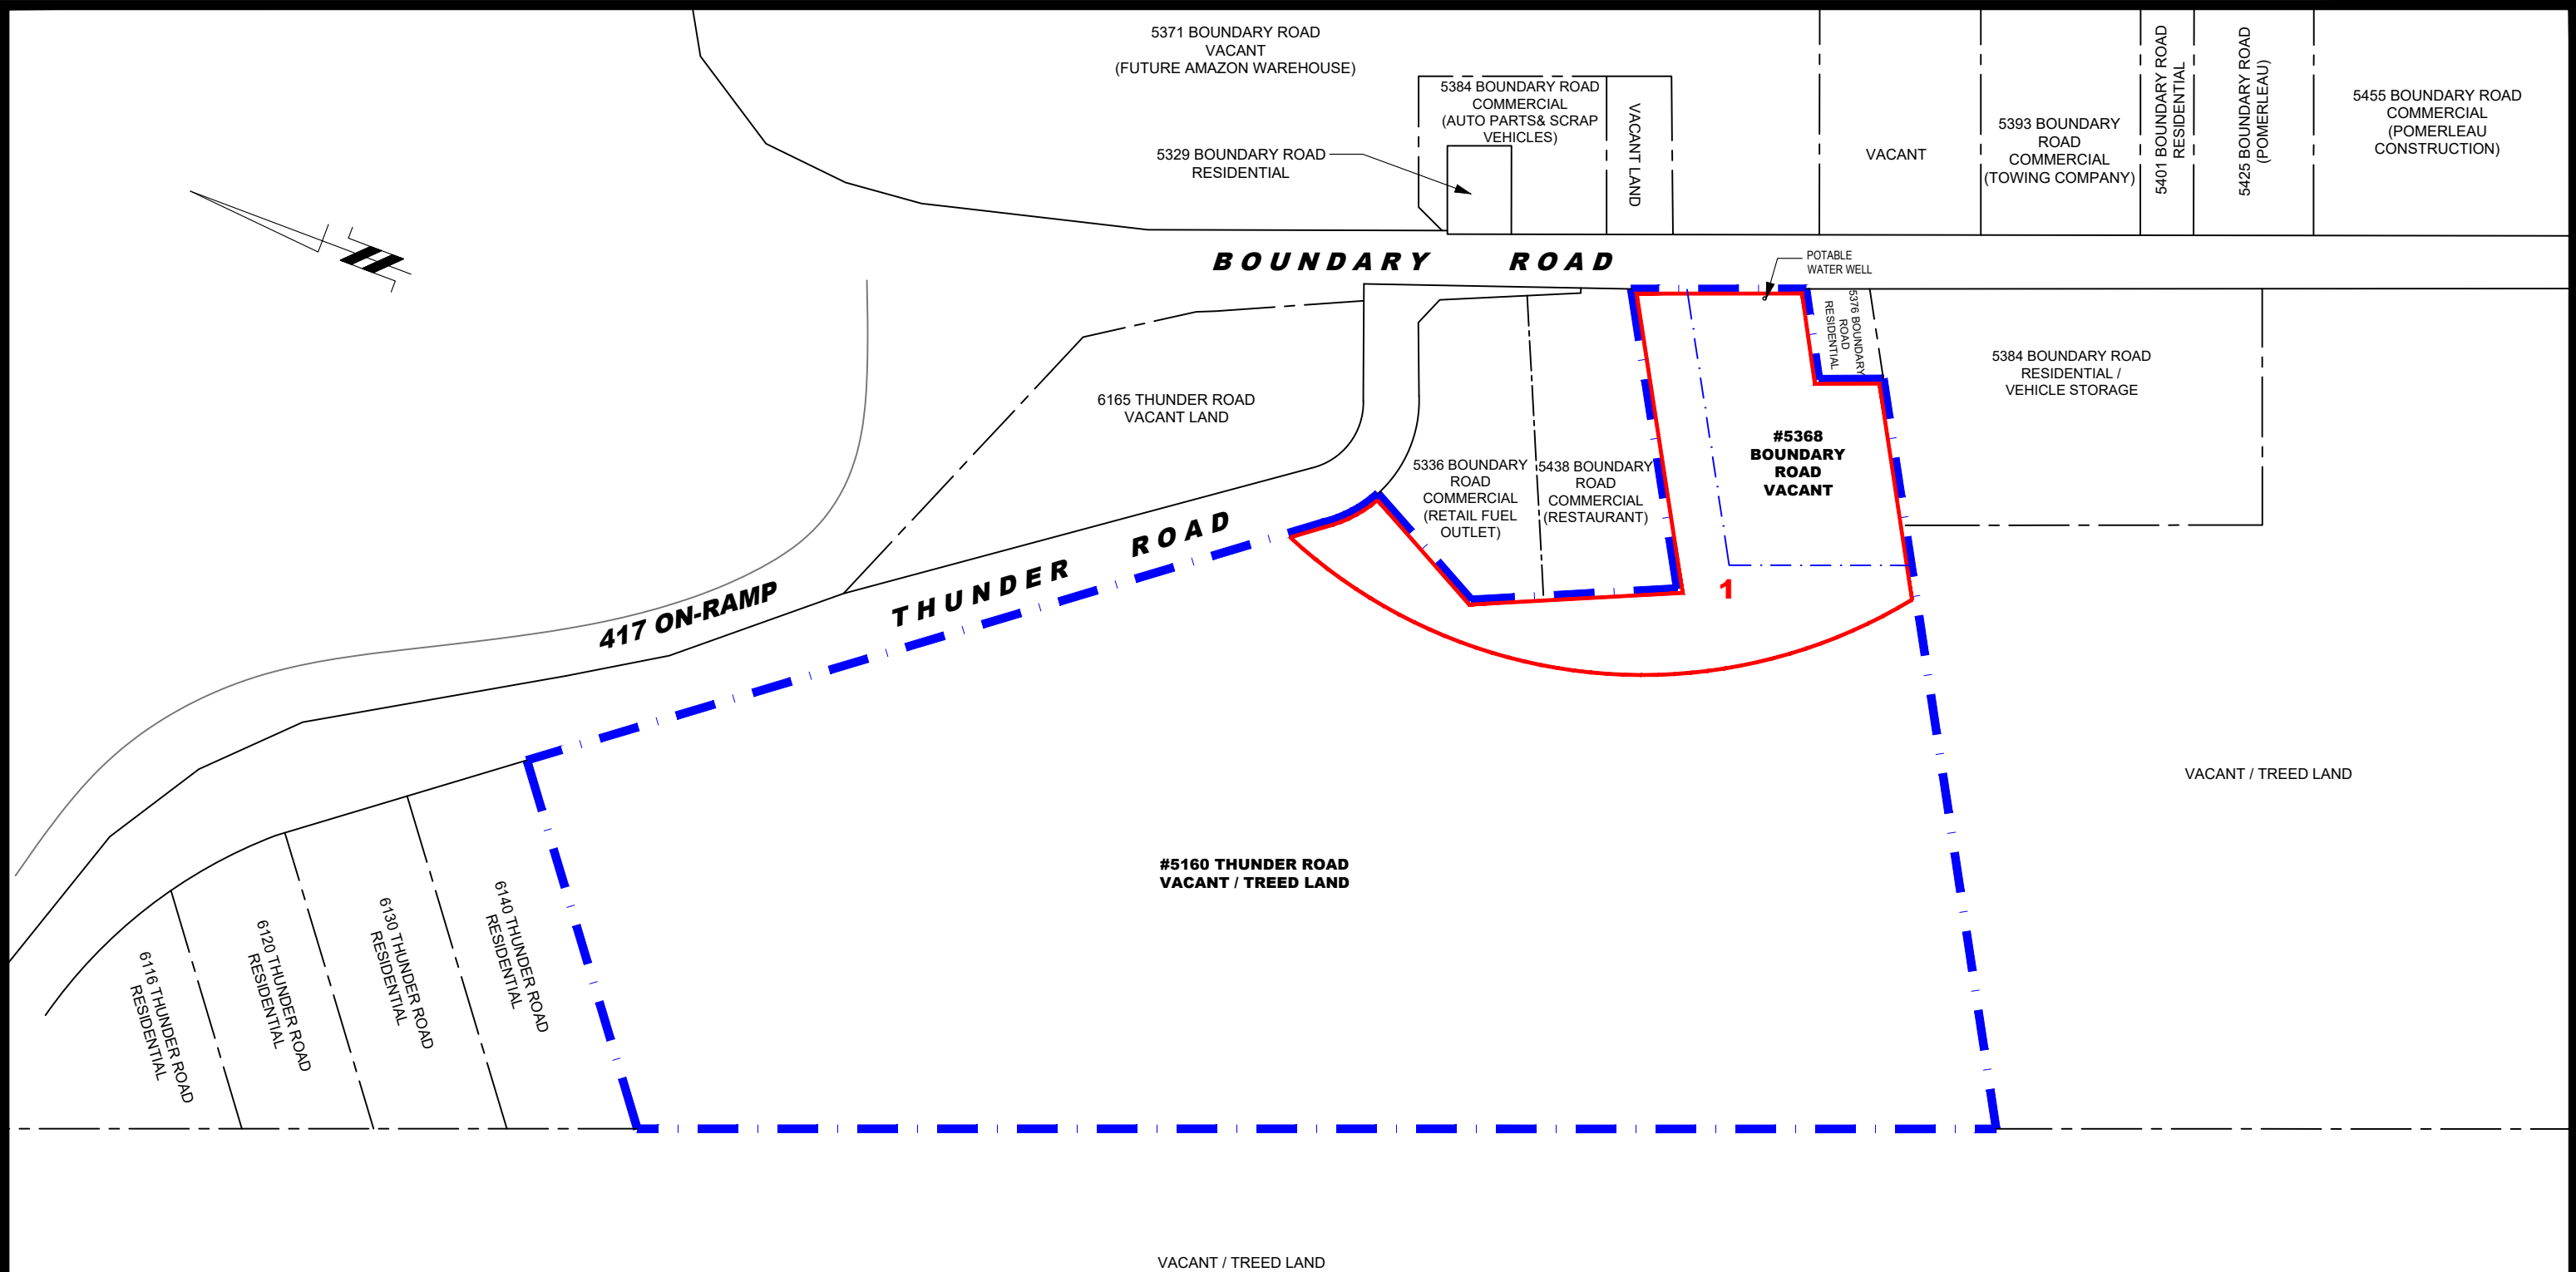 5371 BOUNDARY ROAD
VACANT
(FUTURE AMAZON WAREHOUSE)
5384 BOUNDARY ROAD
COMMERCIAL
(AUTO PARTS& SCRAP
VEHICLES)
VACANT LAND
5329 BOUNDARY ROAD
RESIDENTIAL
VACANT
5393 BOUNDARY
ROAD
COMMERCIAL
(TOWING COMPANY)
5401 BOUNDARY ROAD
RESIDENTIAL
5425 BOUNDARY ROAD
(POMERLEAU)
5455 BOUNDARY ROAD
COMMERCIAL
(POMERLEAU
CONSTRUCTION)
BOUNDARY ROAD
POTABLE
WATER WELL
5376 BOUNDARY
ROAD
RESIDENTIAL
5384 BOUNDARY ROAD
RESIDENTIAL /
VEHICLE STORAGE
6165 THUNDER ROAD
VACANT LAND
5336 BOUNDARY
ROAD
COMMERCIAL
(RETAIL FUEL
OUTLET)
5438 BOUNDARY
ROAD
COMMERCIAL
(RESTAURANT)
#5368
BOUNDARY
ROAD
VACANT
1
417 ON-RAMP
THUNDER ROAD
VACANT / TREED LAND
#5160 THUNDER ROAD
VACANT / TREED LAND
6116 THUNDER ROAD
RESIDENTIAL
6120 THUNDER ROAD
RESIDENTIAL
6130 THUNDER ROAD
RESIDENTIAL
6140 THUNDER ROAD
RESIDENTIAL
VACANT / TREED LAND